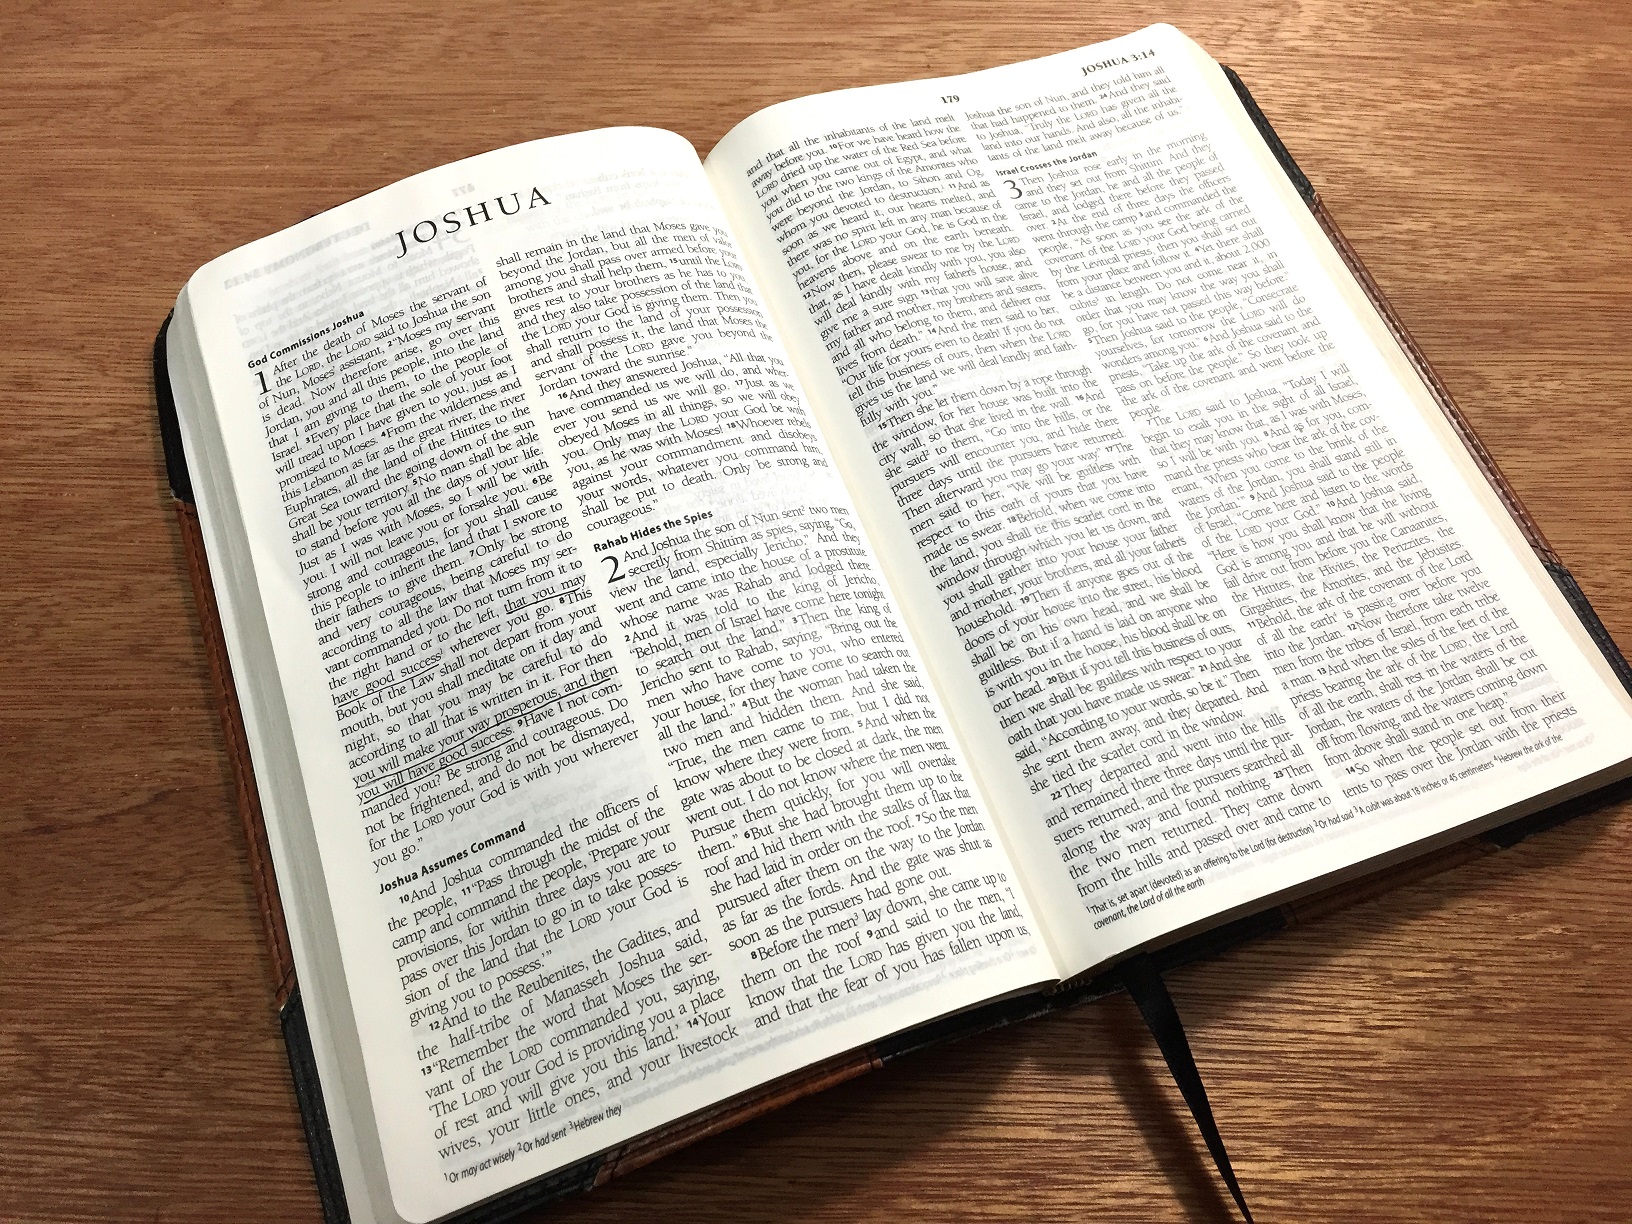 JOSHUA
God Commissions Joshua
1 After the death of Moses the servant of
the LORD, the LORD said to Joshua the son
of Nun, Moses' assistant, 2"Moses my servant
is dead. Now therefore arise, go over this
Jordan, you and all this people, into the land
that I am giving to them, to the people of
Israel. 3Every place that the sole of your foot
will tread upon I have given to you, just as I
promised to Moses. 4From the wilderness and
this Lebanon as far as the great river, the river
Euphrates, all the land of the Hittites to the
Great Sea toward the going down of the sun
shall be your territory. 5No man shall be able
to stand before you all the days of your life.
Just as I was with Moses, so I will be with
you. I will not leave you or forsake you. 6Be
strong and courageous, for you shall cause
this people to inherit the land that I swore to
their fathers to give them. 7Only be strong
and very courageous, being careful to do
according to all the law that Moses my ser-
vant commanded you. Do not turn from it to
the right hand or to the left, that you may
have good success1 wherever you go. 8This
Book of the Law shall not depart from your
mouth, but you shall meditate on it day and
night, so that you may be careful to do
according to all that is written in it. For then
you will make your way prosperous, and then
you will have good success. 9Have I not com-
manded you? Be strong and courageous. Do
not be frightened, and do not be dismayed,
for the LORD your God is with you wherever
you go."
Joshua Assumes Command
10And Joshua commanded the officers of
the people, 11"Pass through the midst of the
camp and command the people, 'Prepare your
provisions, for within three days you are to
pass over this Jordan to go in to take posses-
sion of the land that the LORD your God is
giving you to possess.'"
12And to the Reubenites, the Gadites, and
the half-tribe of Manasseh Joshua said,
13"Remember the word that Moses the ser-
vant of the LORD commanded you, saying,
'The LORD your God is providing you a place
of rest and will give you this land.' 14Your
wives, your little ones, and your livestock
shall remain in the land that Moses gave you
beyond the Jordan, but all the men of valor
among you shall pass over armed before your
brothers and shall help them, 15until the LORD
gives rest to your brothers as he has to you,
and they also take possession of the land that
the LORD your God is giving them. Then you
shall return to the land of your possession
and shall possess it, the land that Moses the
servant of the LORD gave you beyond the
Jordan toward the sunrise."
16And they answered Joshua, "All that you
have commanded us we will do, and wher-
ever you send us we will go. 17Just as we
obeyed Moses in all things, so we will obey
you. Only may the LORD your God be with
you, as he was with Moses! 18Whoever rebels
against your commandment and disobeys
your words, whatever you command him,
shall be put to death. Only be strong and
courageous."
Rahab Hides the Spies
2 And Joshua the son of Nun sent2 two men
secretly from Shittim as spies, saying, "Go,
view the land, especially Jericho." And they
went and came into the house of a prostitute
whose name was Rahab and lodged there.
2And it was told to the king of Jericho,
"Behold, men of Israel have come here tonight
to search out the land." 3Then the king of
Jericho sent to Rahab, saying, "Bring out the
men who have come to you, who entered
your house, for they have come to search out
all the land." 4But the woman had taken the
two men and hidden them. And she said,
"True, the men came to me, but I did not
know where they were from. 5And when the
gate was about to be closed at dark, the men
went out. I do not know where the men went.
Pursue them quickly, for you will overtake
them." 6But she had brought them up to the
roof and hid them with the stalks of flax that
she had laid in order on the roof. 7So the men
pursued after them on the way to the Jordan
as far as the fords. And the gate was shut as
soon as the pursuers had gone out.
8Before the men3 lay down, she came up to
them on the roof 9and said to the men, "I
know that the LORD has given you the land,
and that the fear of you has fallen upon us,
1Or may act wisely 2Or had sent 3Hebrew they
179
JOSHUA 3:14
and that all the inhabitants of the land melt
away before you. 10For we have heard how the
LORD dried up the water of the Red Sea before
you when you came out of Egypt, and what
you did to the two kings of the Amorites who
were beyond the Jordan, to Sihon and Og,
whom you devoted to destruction.1 11And as
soon as we heard it, our hearts melted, and
there was no spirit left in any man because of
you, for the LORD your God, he is God in the
heavens above and on the earth beneath.
12Now then, please swear to me by the LORD
that, as I have dealt kindly with you, you also
will deal kindly with my father's house, and
give me a sure sign 13that you will save alive
my father and mother, my brothers and sisters,
and all who belong to them, and deliver our
lives from death." 14And the men said to her,
"Our life for yours even to death! If you do not
tell this business of ours, then when the LORD
gives us the land we will deal kindly and faith-
fully with you."
15Then she let them down by a rope through
the window, for her house was built into the
city wall, so that she lived in the wall. 16And
she said2 to them, "Go into the hills, or the
pursuers will encounter you, and hide there
three days until the pursuers have returned.
Then afterward you may go your way." 17The
men said to her, "We will be guiltless with
respect to this oath of yours that you have
made us swear. 18Behold, when we come into
the land, you shall tie this scarlet cord in the
window through which you let us down, and
you shall gather into your house your father
and mother, your brothers, and all your father's
household. 19Then if anyone goes out of the
doors of your house into the street, his blood
shall be on his own head, and we shall be
guiltless. But if a hand is laid on anyone who
is with you in the house, his blood shall be on
our head. 20But if you tell this business of ours,
then we shall be guiltless with respect to your
oath that you have made us swear." 21And she
said, "According to your words, so be it." Then
she sent them away, and they departed. And
she tied the scarlet cord in the window.
22They departed and went into the hills
and remained there three days until the pur-
suers returned, and the pursuers searched all
along the way and found nothing. 23Then
the two men returned. They came down
from the hills and passed over and came to
Joshua the son of Nun, and they told him all
that had happened to them. 24And they said
to Joshua, "Truly the LORD has given all the
land into our hands. And also, all the inhabi-
tants of the land melt away because of us."
Israel Crosses the Jordan
3 Then Joshua rose early in the morning
and they set out from Shittim. And they
came to the Jordan, he and all the people of
Israel, and lodged there before they passed
over. 2At the end of three days the officers
went through the camp 3and commanded the
people, "As soon as you see the ark of the
covenant of the LORD your God being carried
by the Levitical priests, then you shall set out
from your place and follow it. 4Yet there shall
be a distance between you and it, about 2,000
cubits3 in length. Do not come near it, in
order that you may know the way you shall
go, for you have not passed this way before."
5Then Joshua said to the people, "Consecrate
yourselves, for tomorrow the LORD will do
wonders among you." 6And Joshua said to the
priests, "Take up the ark of the covenant and
pass on before the people." So they took up
the ark of the covenant and went before the
people.
7The LORD said to Joshua, "Today I will
begin to exalt you in the sight of all Israel,
that they may know that, as I was with Moses,
so I will be with you. 8And as for you, com-
mand the priests who bear the ark of the cov-
enant, 'When you come to the brink of the
waters of the Jordan, you shall stand still in
the Jordan.'" 9And Joshua said to the people
of Israel, "Come here and listen to the words
of the LORD your God." 10And Joshua said,
"Here is how you shall know that the living
God is among you and that he will without
fail drive out from before you the Canaanites,
the Hittites, the Hivites, the Perizzites, the
Girgashites, the Amorites, and the Jebusites.
11Behold, the ark of the covenant of the Lord
of all the earth4 is passing over before you
into the Jordan. 12Now therefore take twelve
men from the tribes of Israel, from each tribe
a man. 13And when the soles of the feet of the
priests bearing the ark of the LORD, the Lord
of all the earth, shall rest in the waters of the
Jordan, the waters of the Jordan shall be cut
off from flowing, and the waters coming down
from above shall stand in one heap."
14So when the people set out from their
tents to pass over the Jordan with the priests
1That is, set apart (devoted) as an offering to the Lord (for destruction) 2Or had said 3A cubit was about 18 inches or 45 centimeters 4Hebrew the ark of the
covenant, the Lord of all the earth